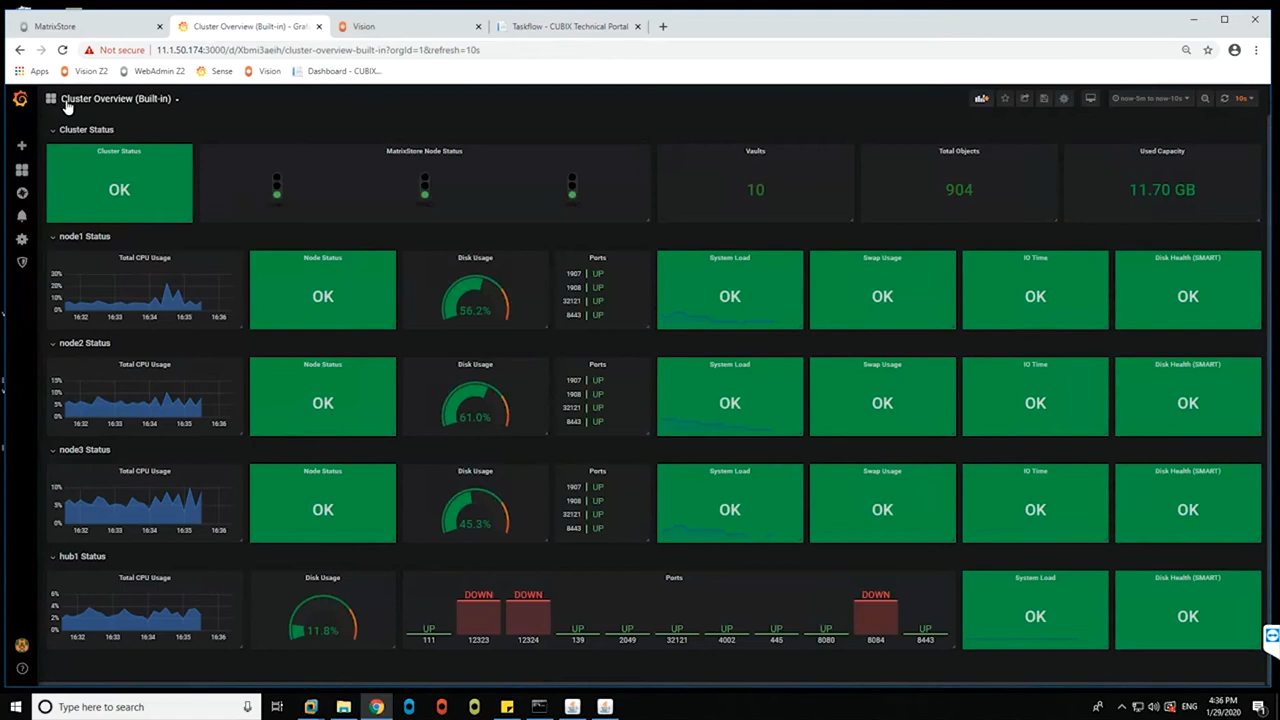 MatrixStore
Cluster Overview (Built-in) - Graf
Vision
Taskflow - CUBIX Technical Portal
Not secure
11.1.50.174:3000/d/Xbmi3aeih/cluster-overview-built-in?orgId=1&refresh=10s
Apps
Vision Z2
WebAdmin Z2
Sense
Vision
Dashboard - CUBIX...
Cluster Overview (Built-in)
now-5m to now-10s
10s
Cluster Status
Cluster Status
OK
MatrixStore Node Status
Vaults
10
Total Objects
904
Used Capacity
11.70 GB
node1 Status
Total CPU Usage
30%
20%
10%
0%
16:32 16:33 16:34 16:35 16:36
Node Status
OK
Disk Usage
56.2%
Ports
1907 | UP
1908 | UP
32121 | UP
8443 | UP
System Load
OK
Swap Usage
OK
IO Time
OK
Disk Health (SMART)
OK
node2 Status
Total CPU Usage
15%
10%
5%
0%
16:32 16:33 16:34 16:35 16:36
Node Status
OK
Disk Usage
61.0%
Ports
1907 | UP
1908 | UP
32121 | UP
8443 | UP
System Load
OK
Swap Usage
OK
IO Time
OK
Disk Health (SMART)
OK
node3 Status
Total CPU Usage
10%
5%
0%
16:32 16:33 16:34 16:35 16:36
Node Status
OK
Disk Usage
45.3%
Ports
1907 | UP
1908 | UP
32121 | UP
8443 | UP
System Load
OK
Swap Usage
OK
IO Time
OK
Disk Health (SMART)
OK
hub1 Status
Total CPU Usage
6%
4%
2%
0%
16:32 16:33 16:34 16:35 16:36
Disk Usage
11.8%
Ports
UP DOWN DOWN UP UP UP UP UP UP DOWN UP
111 12323 12324 139 2049 32121 4002 445 8080 8084 8443
System Load
OK
Disk Health (SMART)
OK
Type here to search
ENG
4:36 PM
1/29/2020